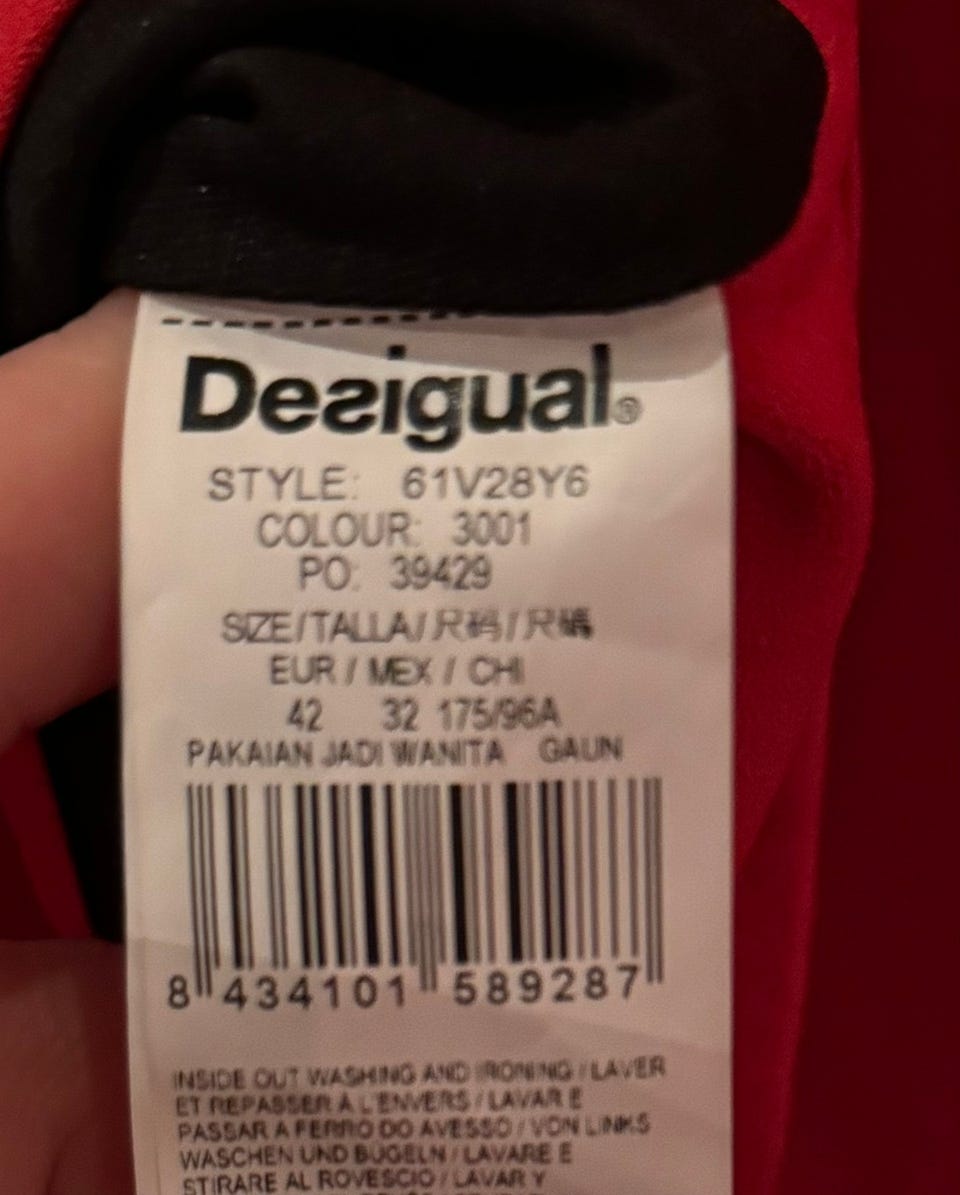 Desigual®
STYLE: 61V28Y6
COLOUR: 3001
PO: 39429
SIZE/TALLA/尺码/尺碼
EUR / MEX / CHI
42 32 175/96A
PAKAIAN JADI WANITA GAUN
8 434101 589287
INSIDE OUT WASHING AND IRONING / LAVER
ET REPASSER A L'ENVERS / LAVAR E
PASSAR A FERRO DO AVESSO / VON LINKS
WASCHEN UND BÜGELN / LAVARE E
STIRARE AL ROVESCIO / LAVAR Y